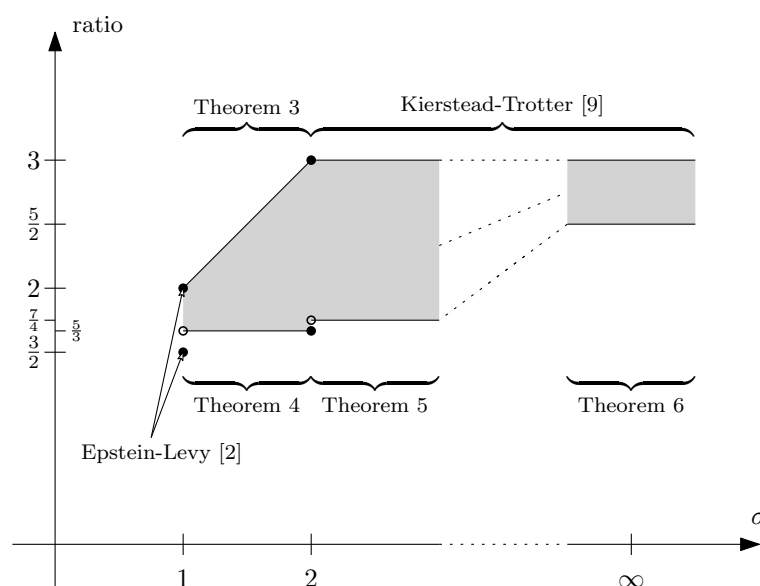 ratio
Theorem 3
Kierstead-Trotter [9]
3
5/2
2
7/4
5/3
3/2
Theorem 4
Theorem 5
Theorem 6
Epstein-Levy [2]
1
2
∞